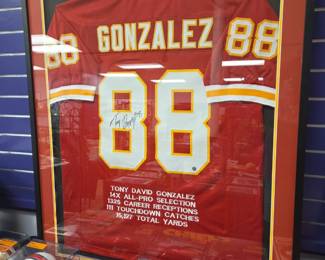 GONZALEZ
88 88
88
TONY DAVID GONZALEZ
14X ALL-PRO SELECTION
1325 CAREER RECEPTIONS
111 TOUCHDOWN CATCHES
15,127 TOTAL YARDS